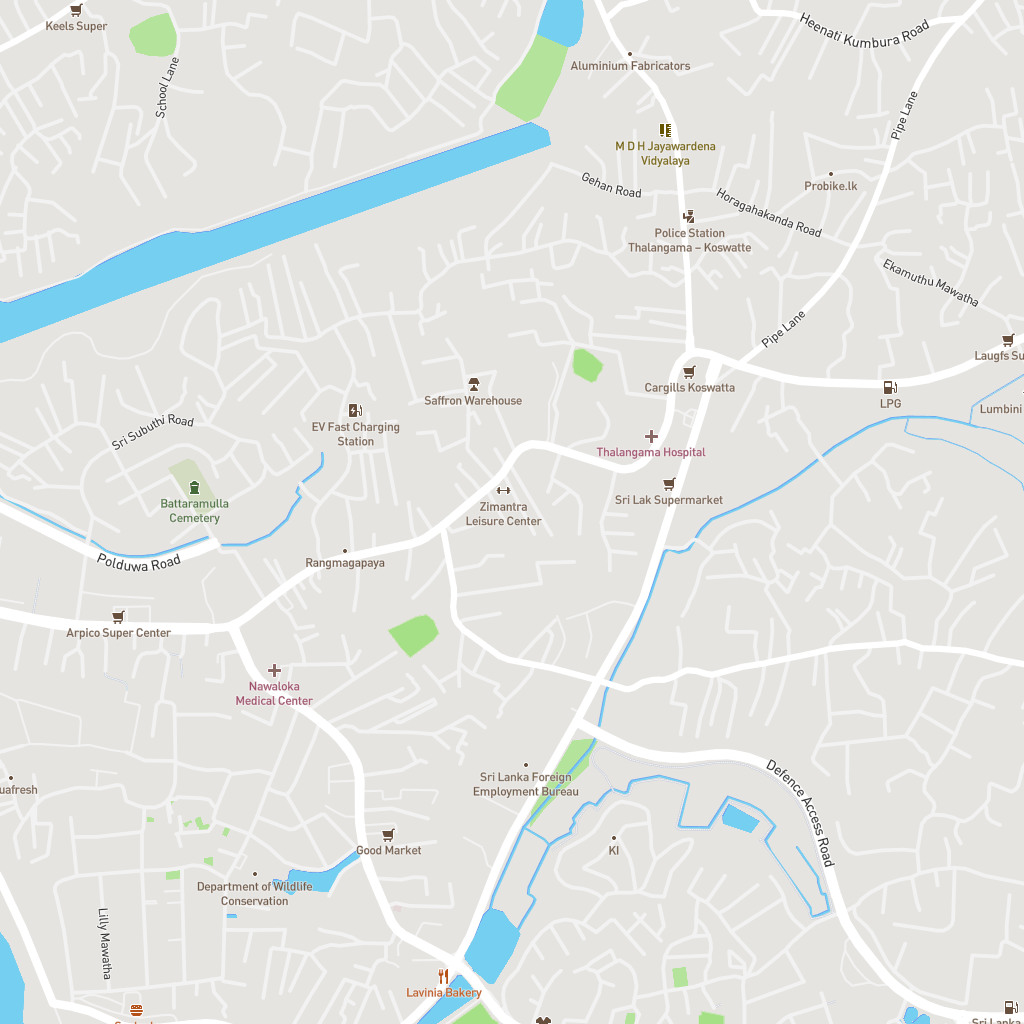 Keels Super
School Lane
Heenati Kumbura Road
Aluminium Fabricators
Pipe Lane
M D H Jayawardena
Vidyalaya
Gehan Road
Probike.lk
Horagahakanda Road
Police Station
Thalangama – Koswatte
Ekamuthu Mawatha
Pipe Lane
Laugfs Su
Cargills Koswatta
Saffron Warehouse
LPG
Lumbini
EV Fast Charging
Station
Sri Subuthi Road
Thalangama Hospital
Battaramulla
Cemetery
Zimantra
Leisure Center
Sri Lak Supermarket
Polduwa Road
Rangmagapaya
Arpico Super Center
Nawaloka
Medical Center
Sri Lanka Foreign
Employment Bureau
Defence Access Road
uafresh
Good Market
KI
Department of Wildlife
Conservation
Lilly Mawatha
Lavinia Bakery
Sri Lanka